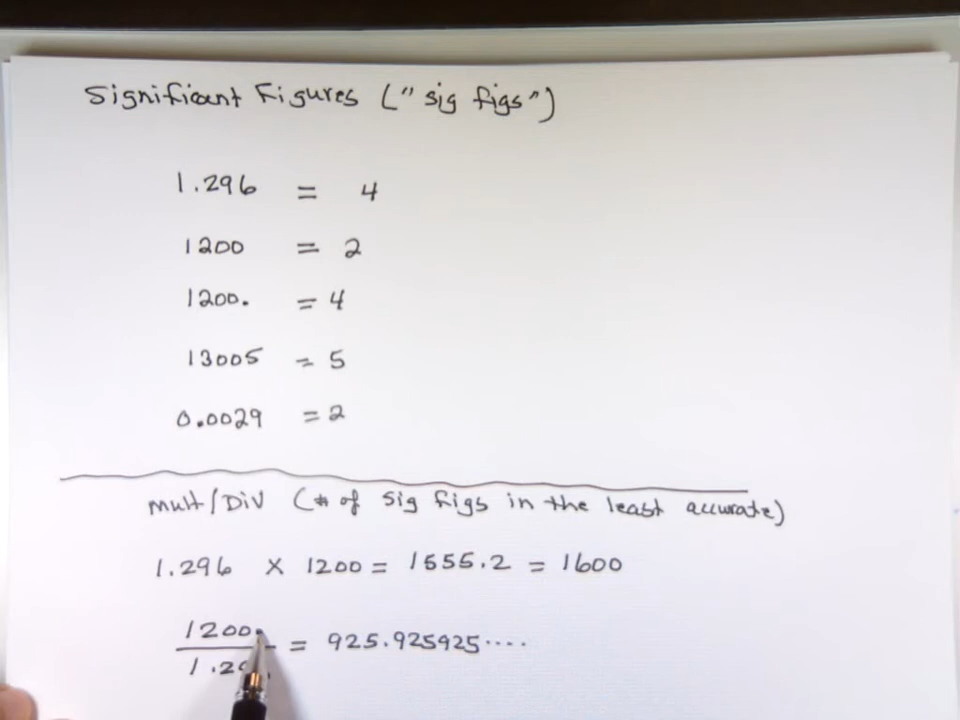 Significant Figures ("sig figs")
1.296 = 4
1200 = 2
1200. = 4
13005 = 5
0.0029 = 2
mult/Div (# of sig figs in the least accurate)
1.296 x 1200 = 1555.2 = 1600
1200. = 925.925925....